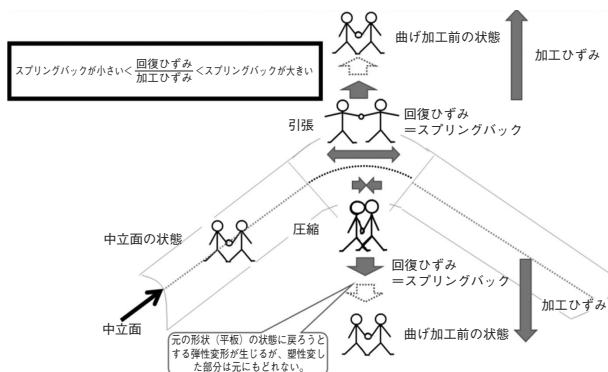 曲げ加工前の状態
加工ひずみ
スプリングバックが小さい<回復ひずみ/加工ひずみ<スプリングバックが大きい
引張
回復ひずみ
＝スプリングバック
中立面の状態
圧縮
回復ひずみ
＝スプリングバック
加工ひずみ
中立面
元の形状（平板）の状態に戻ろうと
する弾性変形が生じるが、塑性変し
た部分は元にもどれない。
曲げ加工前の状態